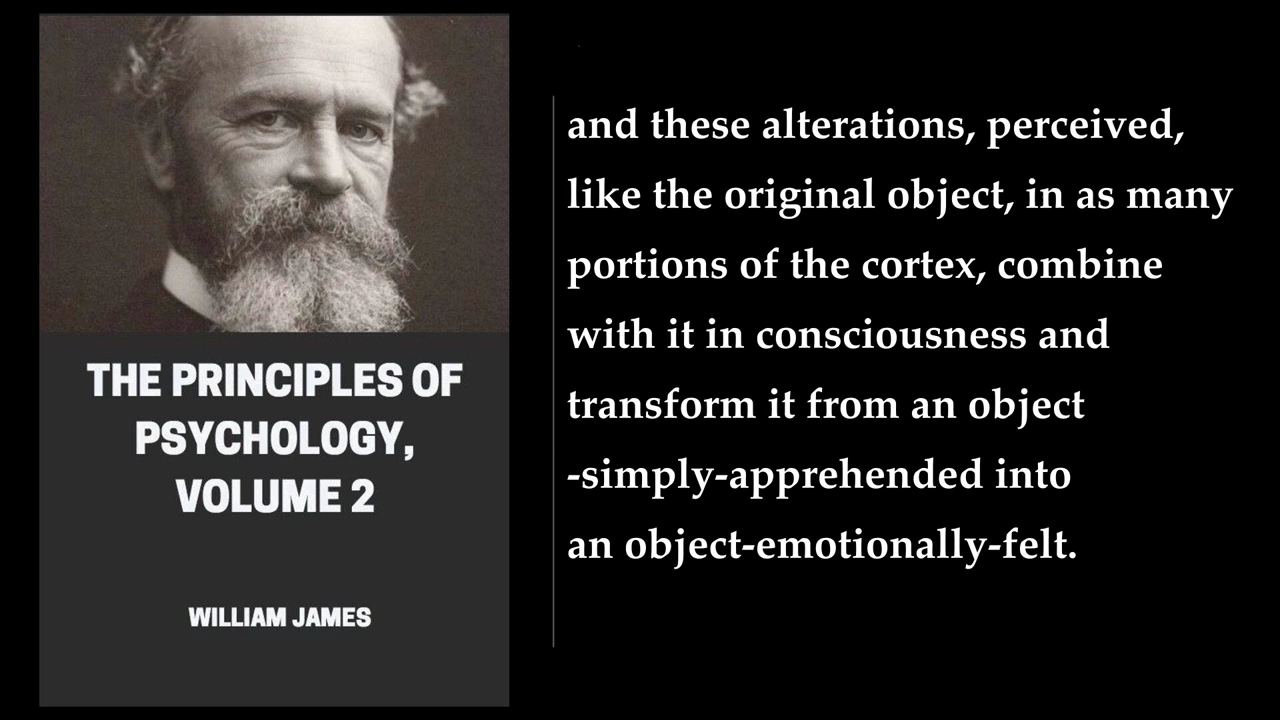 THE PRINCIPLES OF
PSYCHOLOGY,
VOLUME 2
WILLIAM JAMES
and these alterations, perceived,
like the original object, in as many
portions of the cortex, combine
with it in consciousness and
transform it from an object
-simply-apprehended into
an object-emotionally-felt.